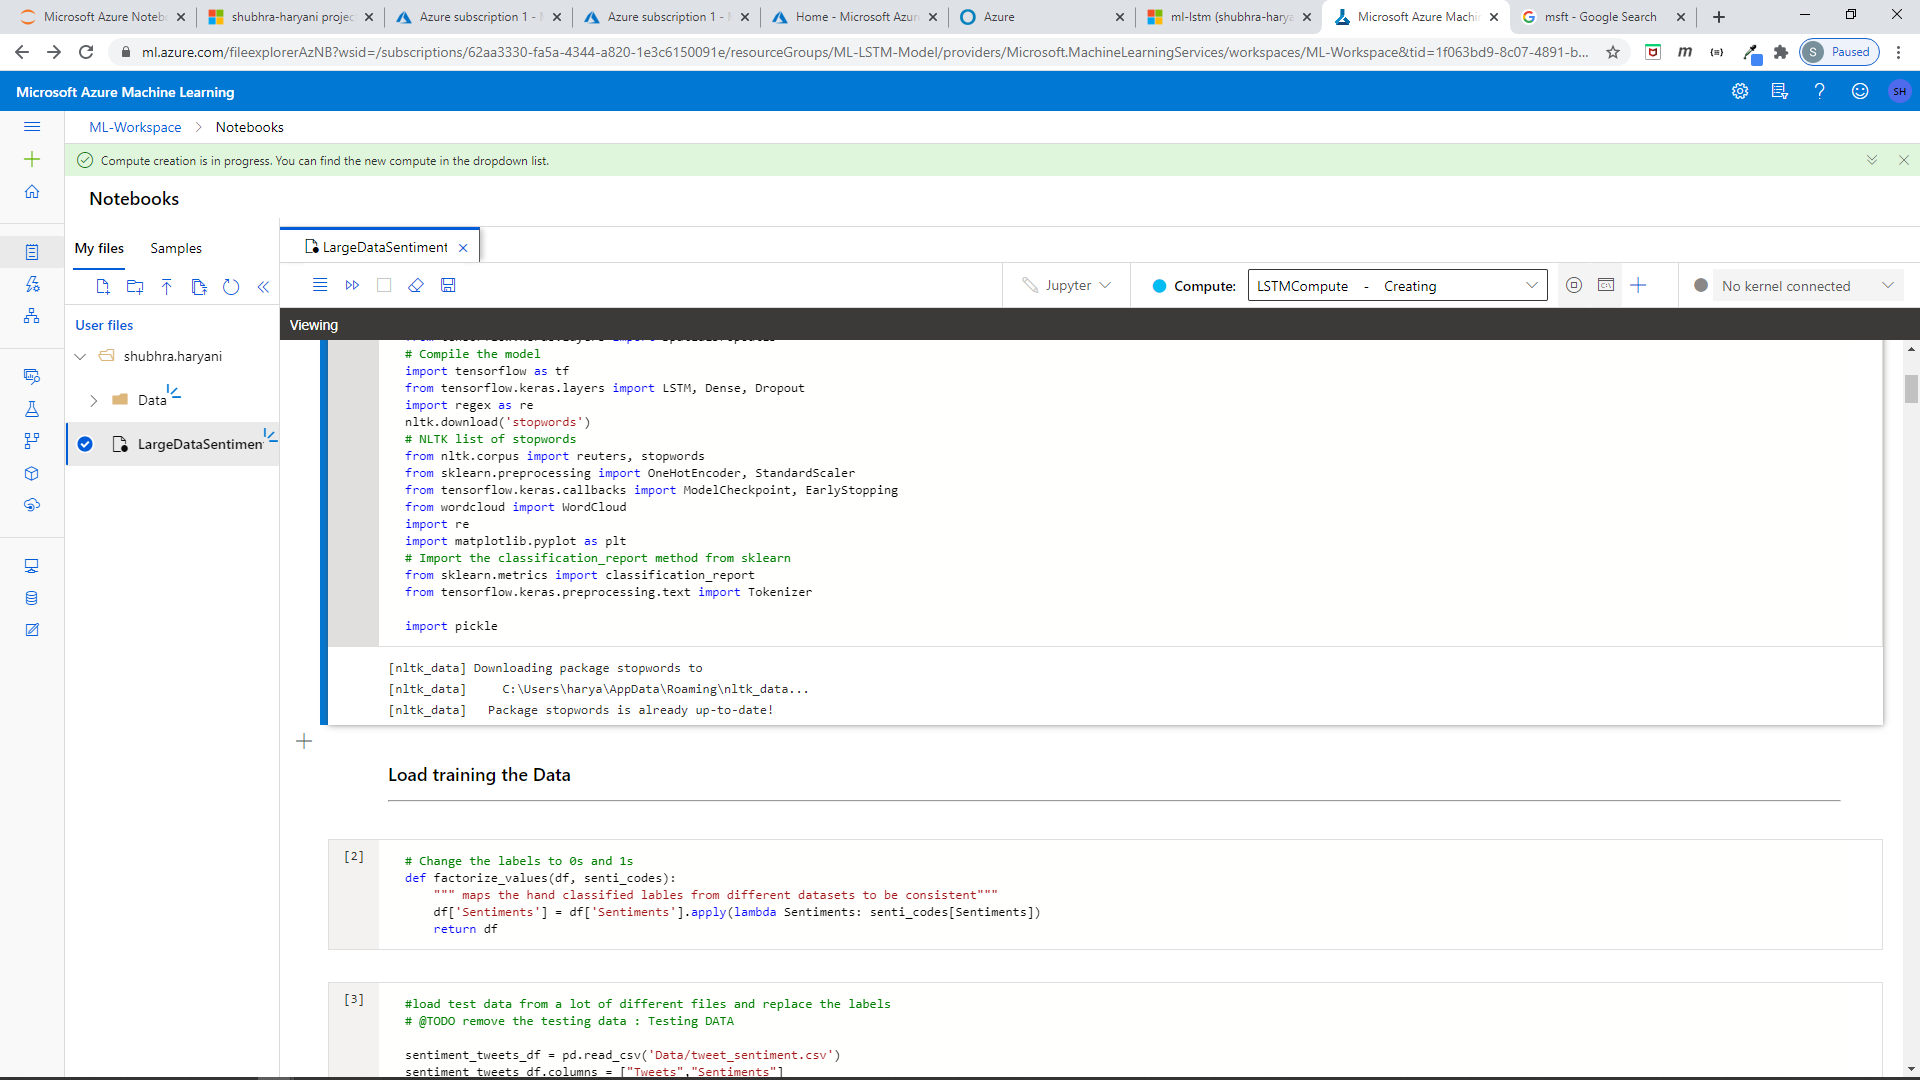 Microsoft Azure Noteb
shubhra-haryani projec
Azure subscription 1 -
Azure subscription 1 -
Home - Microsoft Azur
Azure
ml-lstm (shubhra-harya
Microsoft Azure Machi
msft - Google Search
ml.azure.com/fileexplorerAzNB?wsid=/subscriptions/62aa3330-fa5a-4344-a820-1e3c6150091e/resourceGroups/ML-LSTM-Model/providers/Microsoft.MachineLearningServices/workspaces/ML-Workspace&tid=1f063bd9-8c07-4891-b...
S Paused
Microsoft Azure Machine Learning
SH
ML-Workspace > Notebooks
Compute creation is in progress. You can find the new compute in the dropdown list.
Notebooks
My files Samples
LargeDataSentiment
Jupyter
Compute: LSTMCompute - Creating
No kernel connected
User files
shubhra.haryani
Data
LargeDataSentimen
Viewing
# Compile the model
import tensorflow as tf
from tensorflow.keras.layers import LSTM, Dense, Dropout
import regex as re
nltk.download('stopwords')
# NLTK list of stopwords
from nltk.corpus import reuters, stopwords
from sklearn.preprocessing import OneHotEncoder, StandardScaler
from tensorflow.keras.callbacks import ModelCheckpoint, EarlyStopping
from wordcloud import WordCloud
import re
import matplotlib.pyplot as plt
# Import the classification_report method from sklearn
from sklearn.metrics import classification_report
from tensorflow.keras.preprocessing.text import Tokenizer
import pickle
[nltk_data] Downloading package stopwords to
[nltk_data]     C:\Users\harya\AppData\Roaming\nltk_data...
[nltk_data]   Package stopwords is already up-to-date!
Load training the Data
[2]
# Change the labels to 0s and 1s
def factorize_values(df, senti_codes):
    """ maps the hand classified lables from different datasets to be consistent"""
    df['Sentiments'] = df['Sentiments'].apply(lambda Sentiments: senti_codes[Sentiments])
    return df
[3]
#load test data from a lot of different files and replace the labels
# @TODO remove the testing data : Testing DATA
sentiment_tweets_df = pd.read_csv('Data/tweet_sentiment.csv')
sentiment_tweets_df.columns = ["Tweets","Sentiments"]